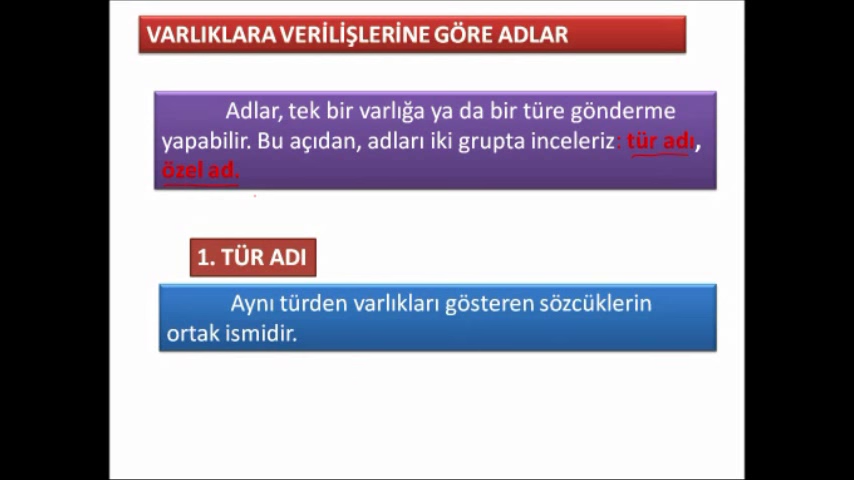 VARLIKLARA VERİLİŞLERİNE GÖRE ADLAR
Adlar, tek bir varlığa ya da bir türe gönderme
yapabilir. Bu açıdan, adları iki grupta inceleriz: tür adı,
özel ad.
1. TÜR ADI
Aynı türden varlıkları gösteren sözcüklerin
ortak ismidir.